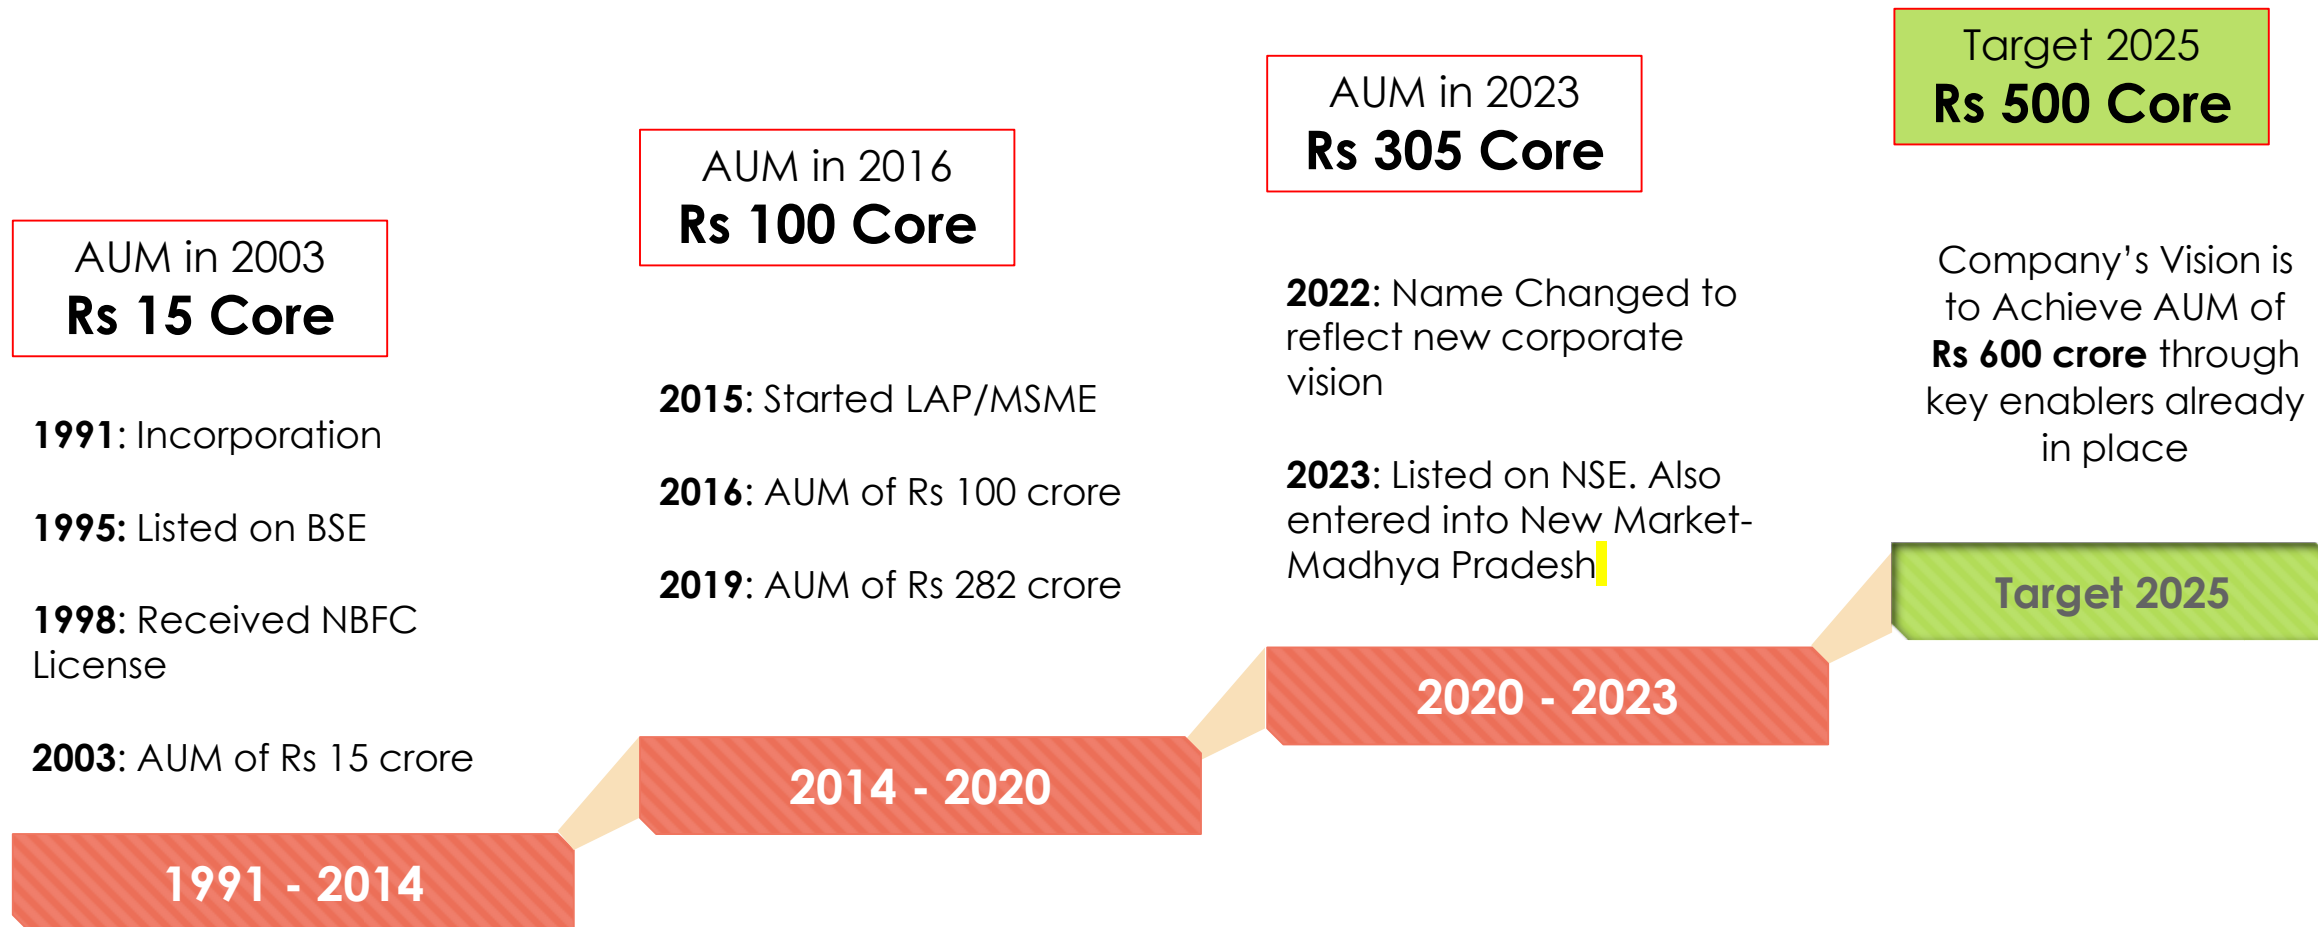 AUM in 2003
Rs 15 Core
1991: Incorporation
1995: Listed on BSE
1998: Received NBFC
License
2003: AUM of Rs 15 crore
1991 - 2014
AUM in 2016
Rs 100 Core
2015: Started LAP/MSME
2016: AUM of Rs 100 crore
2019: AUM of Rs 282 crore
2014 - 2020
AUM in 2023
Rs 305 Core
2022: Name Changed to
reflect new corporate
vision
2023: Listed on NSE. Also
entered into New Market-
Madhya Pradesh
2020 - 2023
Target 2025
Rs 500 Core
Company’s Vision is
to Achieve AUM of
Rs 600 crore through
key enablers already
in place
Target 2025